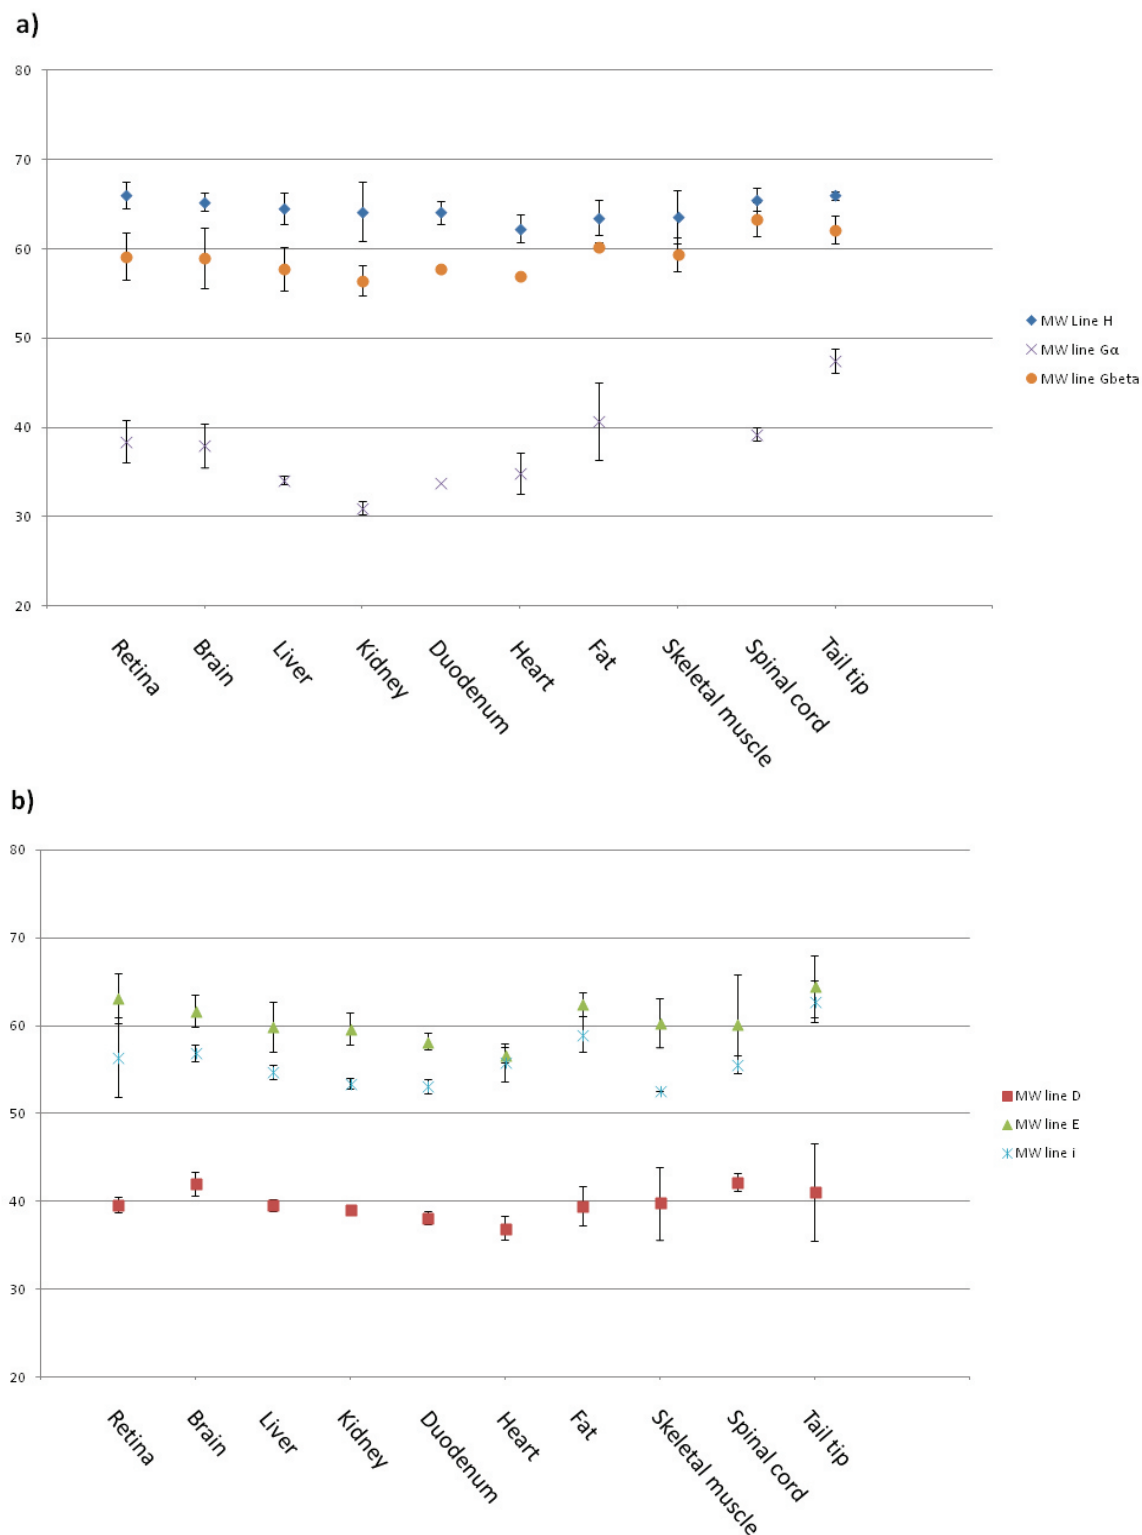 a)
80
70
60
50
40
30
20
Retina
Brain
Liver
Kidney
Duodenum
Heart
Fat
Skeletal muscle
Spinal cord
Tail tip
MW Line H
MW line Gα
MW line Gbeta
b)
80
70
60
50
40
30
20
Retina
Brain
Liver
Kidney
Duodenum
Heart
Fat
Skeletal muscle
Spinal cord
Tail tip
MW line D
MW line E
MW line i